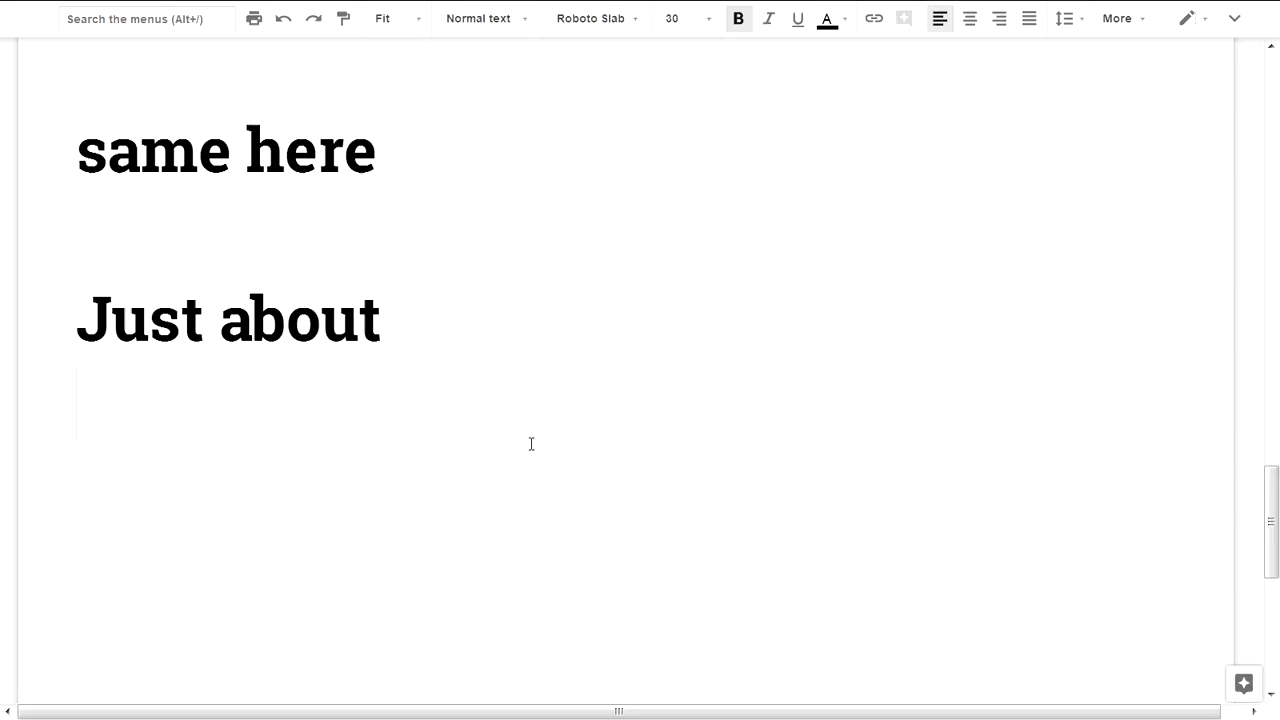 Search the menus (Alt+/) Fit Normal text Roboto Slab 30 B I U A More
same here
Just about